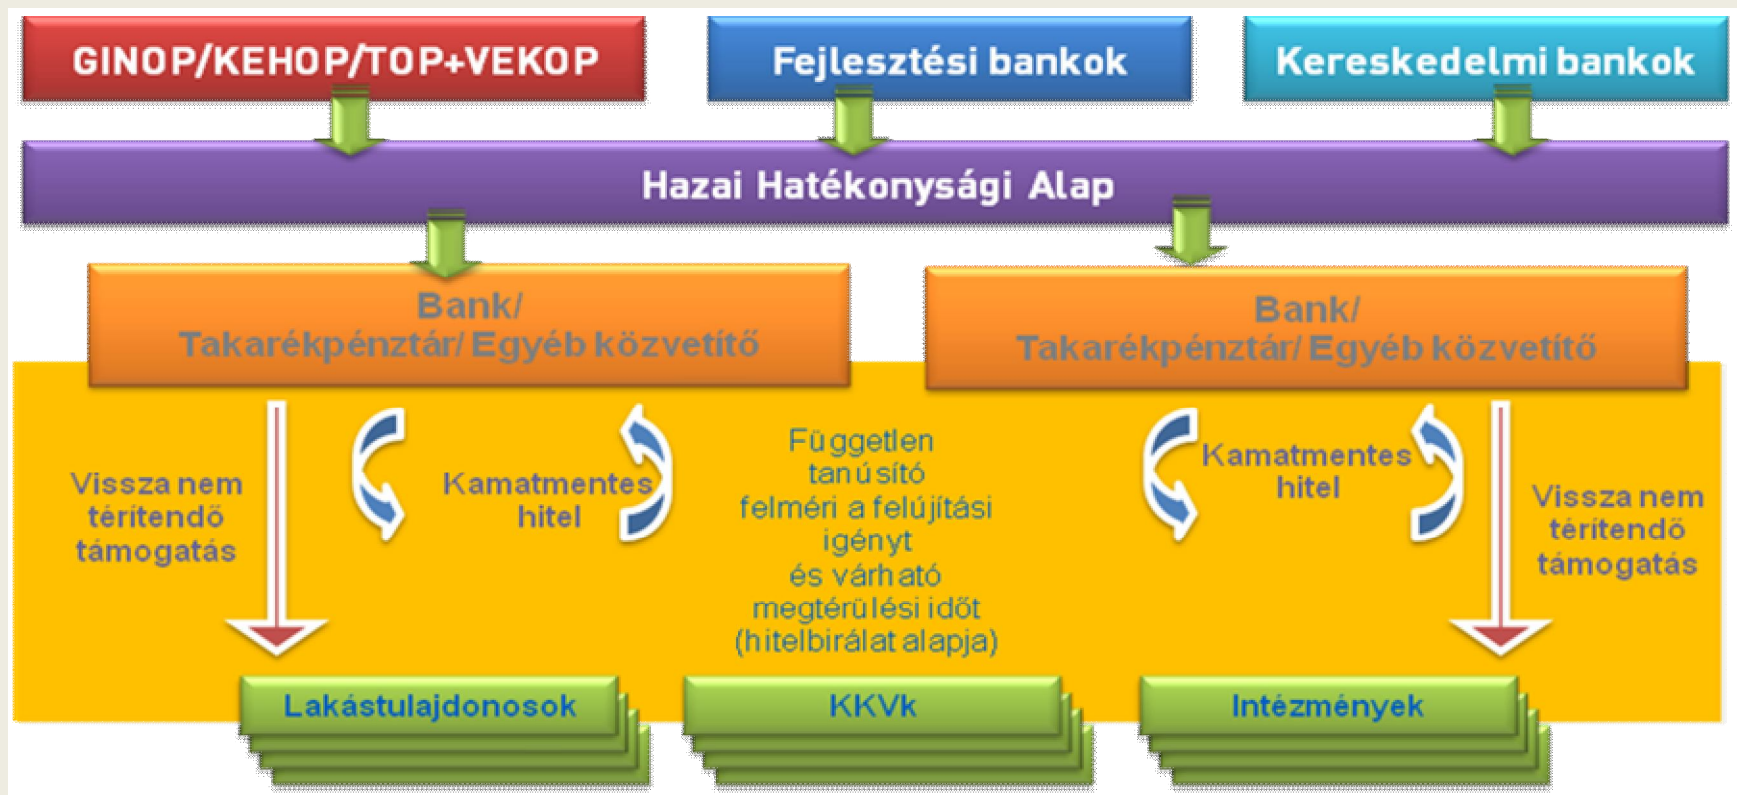 GINOP/KEHOP/TOP+VEKOP
Fejlesztési bankok
Kereskedelmi bankok
Hazai Hatékonysági Alap
Bank/
Takarékpénztár/ Egyéb közvetítő
Bank/
Takarékpénztár/ Egyéb közvetítő
Vissza nem
térítendő
támogatás
Kamatmentes
hitel
Független
tanúsító
felméri a felújítási
igényt
és várható
megtérülési időt
(hitelbirálat alapja)
Kamatmentes
hitel
Vissza nem
térítendő
támogatás
Lakástulajdonosok
KKVk
Intézmények